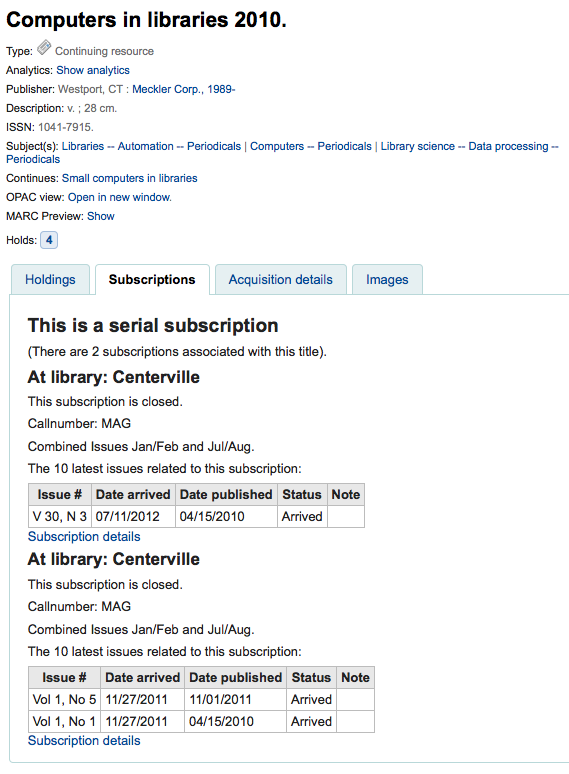 Computers in libraries 2010.
Type: Continuing resource
Analytics: Show analytics
Publisher: Westport, CT : Meckler Corp., 1989-
Description: v. ; 28 cm.
ISSN: 1041-7915.
Subject(s): Libraries -- Automation -- Periodicals | Computers -- Periodicals | Library science -- Data processing --
Periodicals
Continues: Small computers in libraries
OPAC view: Open in new window.
MARC Preview: Show
Holds: 4
Holdings Subscriptions Acquisition details Images
This is a serial subscription
(There are 2 subscriptions associated with this title).
At library: Centerville
This subscription is closed.
Callnumber: MAG
Combined Issues Jan/Feb and Jul/Aug.
The 10 latest issues related to this subscription:
Issue # Date arrived Date published Status Note
V 30, N 3 07/11/2012 04/15/2010 Arrived
Subscription details
At library: Centerville
This subscription is closed.
Callnumber: MAG
Combined Issues Jan/Feb and Jul/Aug.
The 10 latest issues related to this subscription:
Issue # Date arrived Date published Status Note
Vol 1, No 5 11/27/2011 11/01/2011 Arrived
Vol 1, No 1 11/27/2011 04/15/2010 Arrived
Subscription details